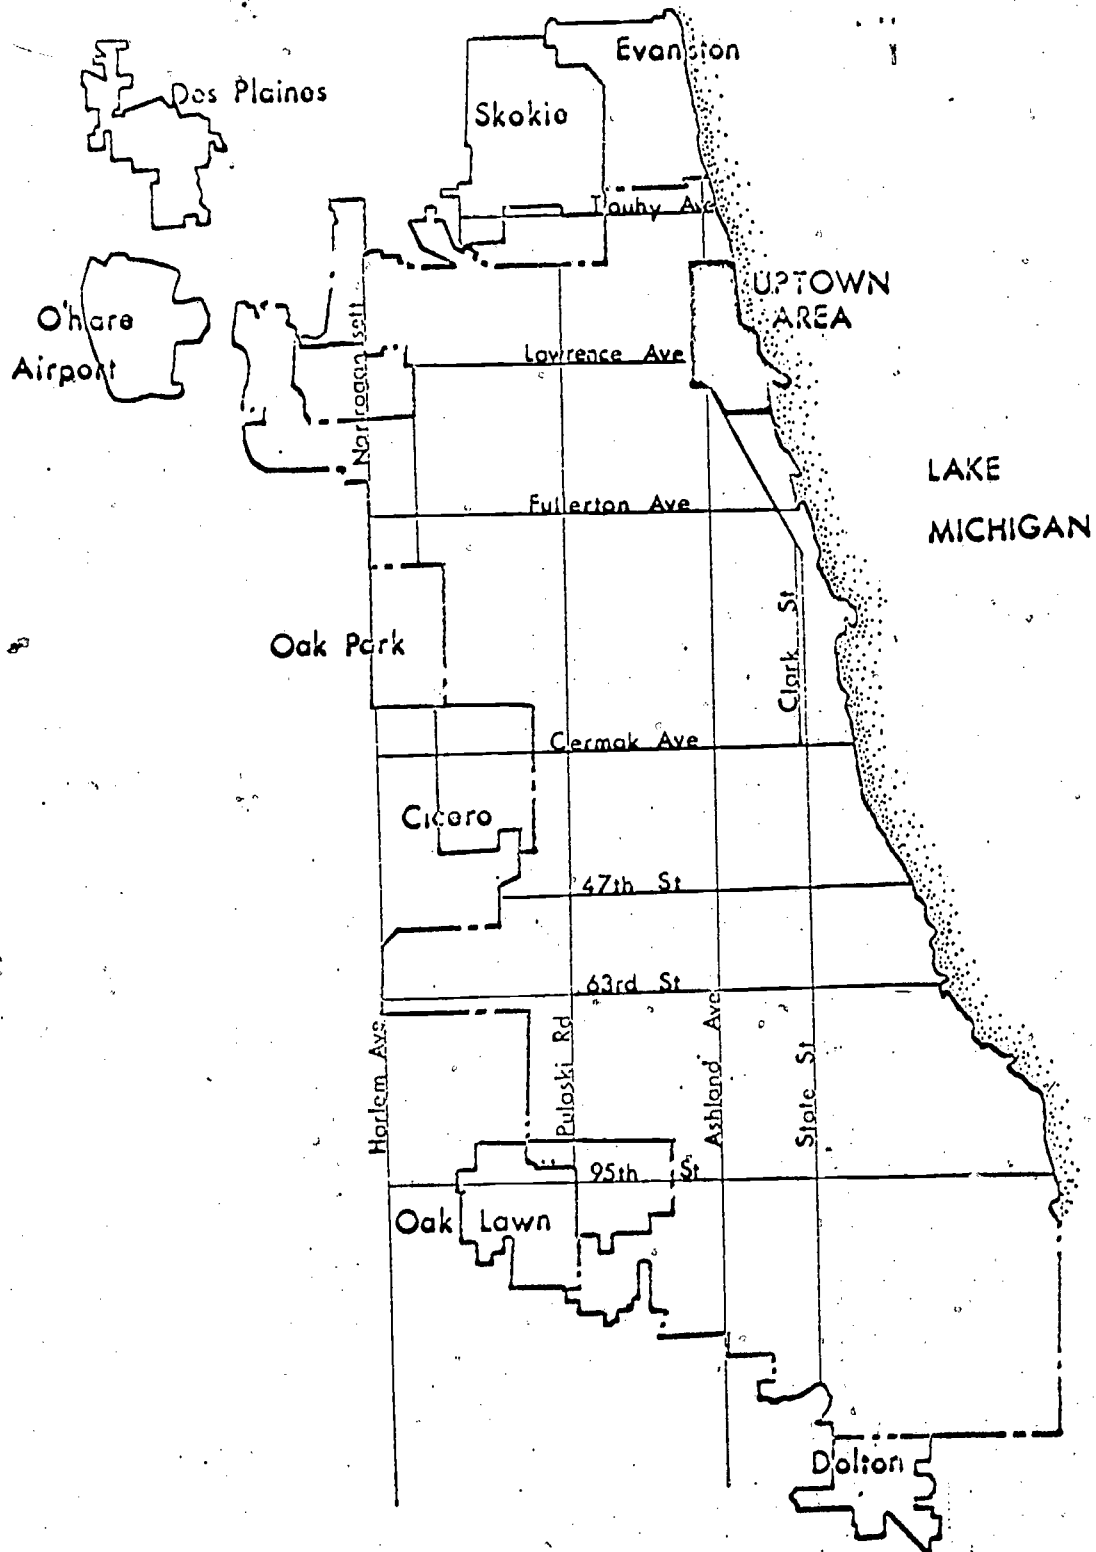 Evanston
Des Plaines
Skokie
Touhy Ave
UPTOWN
AREA
O'hare
Airport
Narragansett
Lawrence Ave
LAKE
MICHIGAN
Fullerton Ave
Oak Park
Clark St
Cermak Ave
Cicero
47th St
63rd St
Harlem Ave
Pulaski Rd
Ashland Ave
State St
95th St
Oak Lawn
Dolton